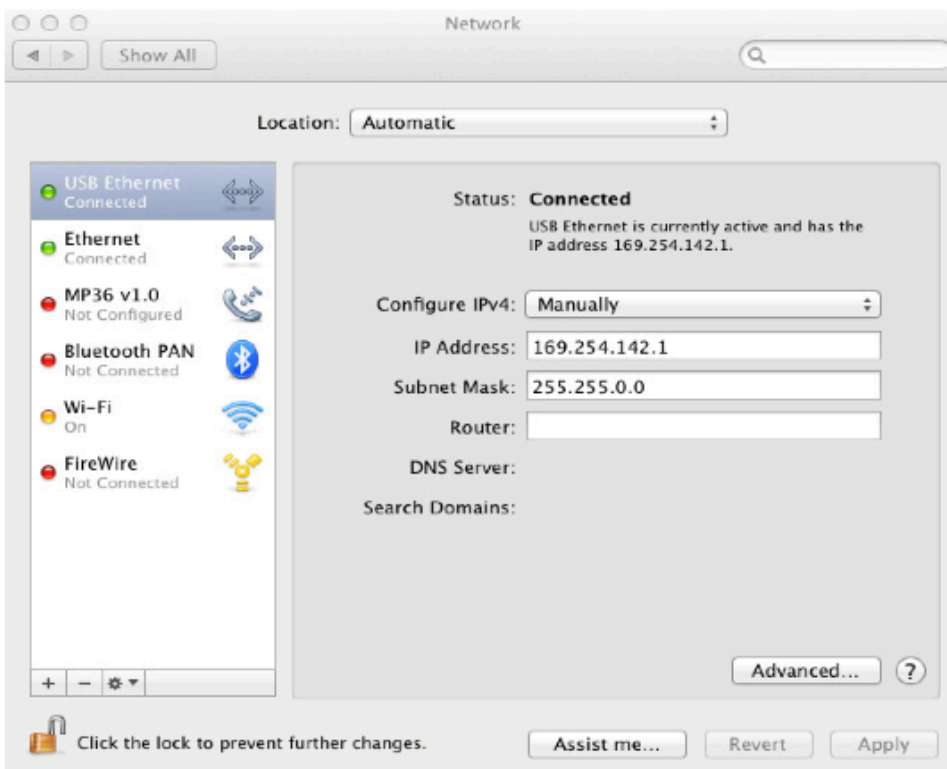 Network
Show All
Location: Automatic
USB Ethernet
Connected
Ethernet
Connected
MP36 v1.0
Not Configured
Bluetooth PAN
Not Connected
Wi-Fi
On
FireWire
Not Connected
Status: Connected
USB Ethernet is currently active and has the
IP address 169.254.142.1.
Configure IPv4: Manually
IP Address: 169.254.142.1
Subnet Mask: 255.255.0.0
Router:
DNS Server:
Search Domains:
Advanced... ?
Click the lock to prevent further changes.
Assist me... Revert Apply